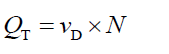 Q_T = v_D × N